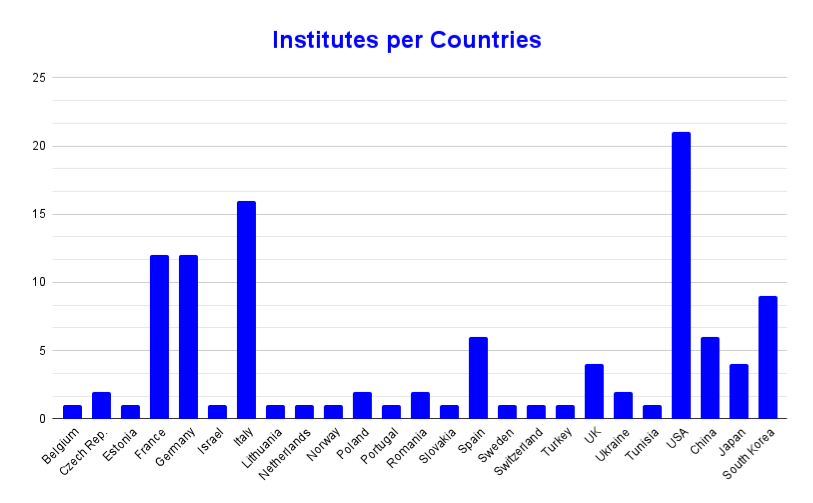 Institutes per Countries
25
20
15
10
5
0
Belgium
Czech Rep.
Estonia
France
Germany
Israel
Italy
Lithuania
Netherlands
Norway
Poland
Portugal
Romania
Slovakia
Spain
Sweden
Switzerland
Turkey
UK
Ukraine
Tunisia
USA
China
Japan
South Korea